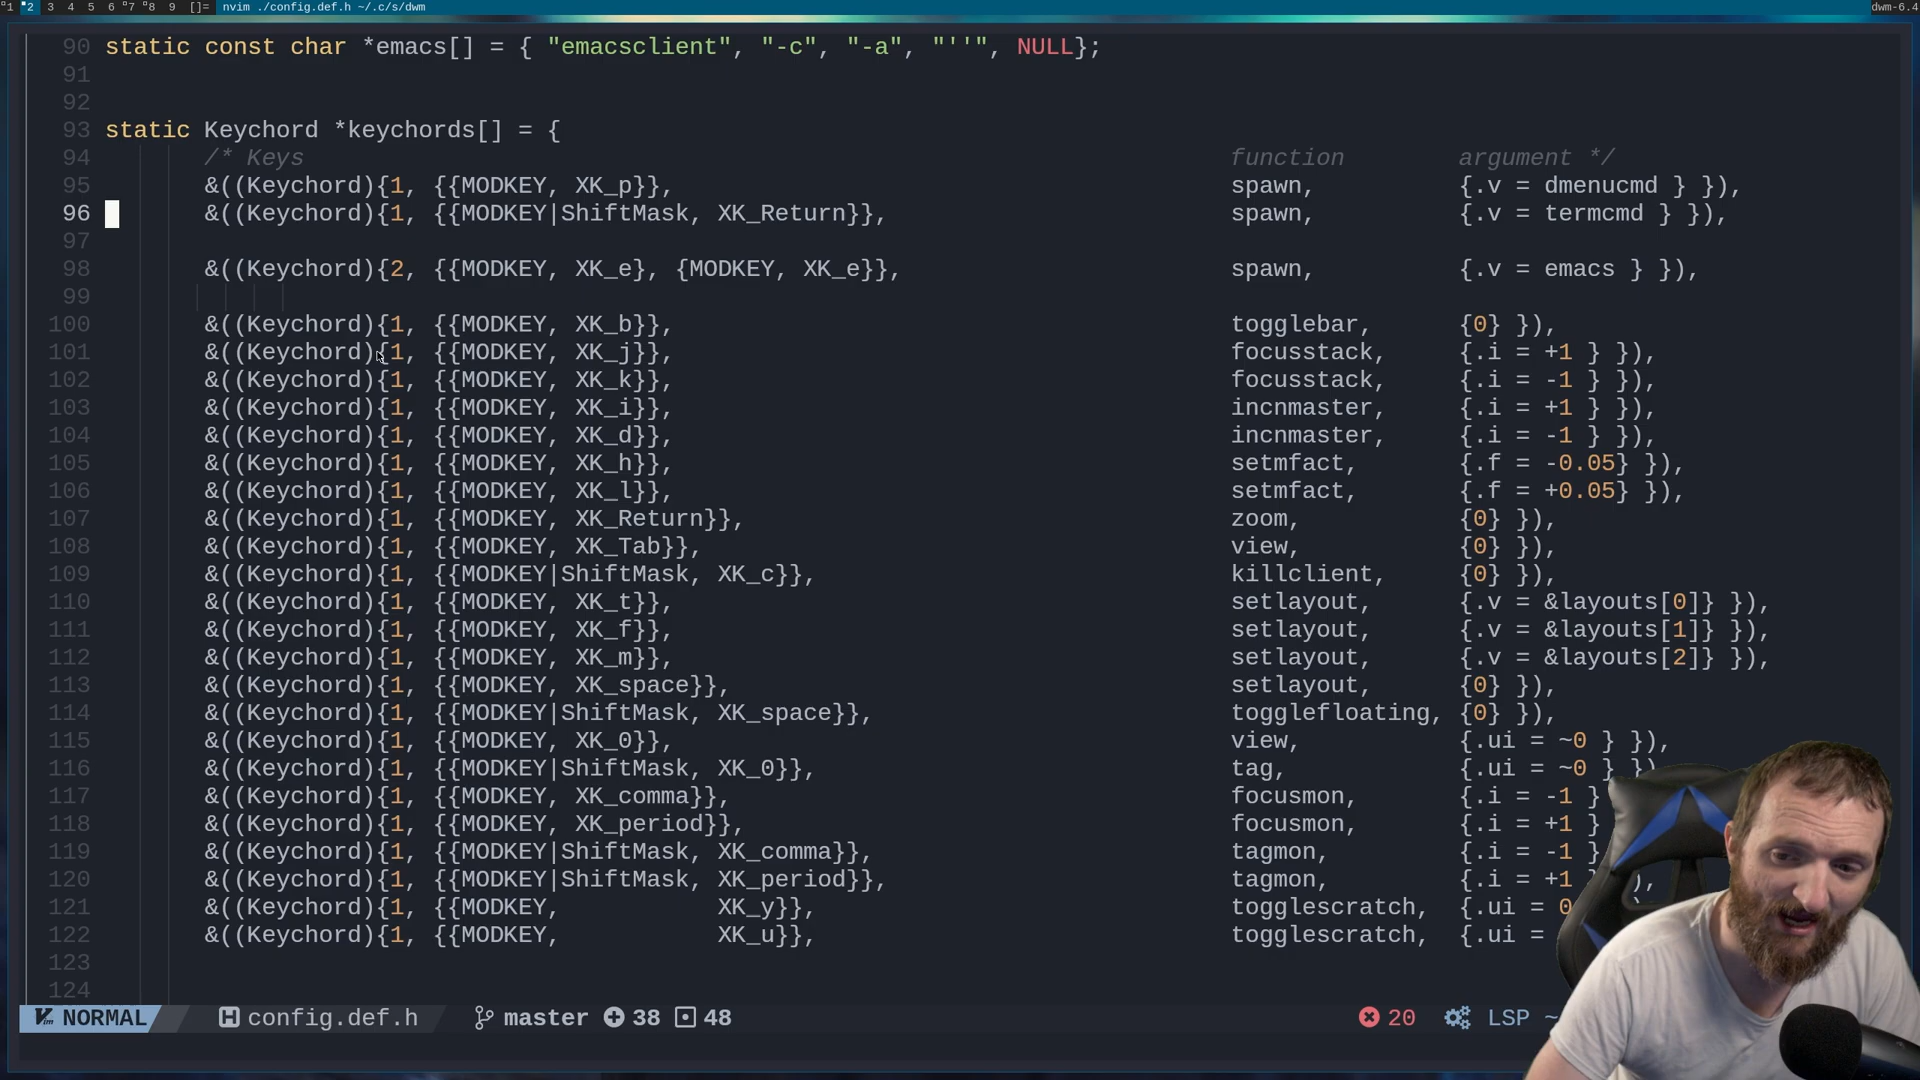 1 2 3 4 5 6 7 8 9 []= nvim ./config.def.h ~/.c/s/dwm dwm-6.4
90 static const char *emacs[] = { "emacsclient", "-c", "-a", "''", NULL};
91
92
93 static Keychord *keychords[] = {
94 /* Keys function argument */
95 &((Keychord){1, {{MODKEY, XK_p}}, spawn, {.v = dmenucmd } }),
96 &((Keychord){1, {{MODKEY|ShiftMask, XK_Return}}, spawn, {.v = termcmd } }),
97
98 &((Keychord){2, {{MODKEY, XK_e}, {MODKEY, XK_e}}, spawn, {.v = emacs } }),
99
100 &((Keychord){1, {{MODKEY, XK_b}}, togglebar, {0} }),
101 &((Keychord){1, {{MODKEY, XK_j}}, focusstack, {.i = +1 } }),
102 &((Keychord){1, {{MODKEY, XK_k}}, focusstack, {.i = -1 } }),
103 &((Keychord){1, {{MODKEY, XK_i}}, incnmaster, {.i = +1 } }),
104 &((Keychord){1, {{MODKEY, XK_d}}, incnmaster, {.i = -1 } }),
105 &((Keychord){1, {{MODKEY, XK_h}}, setmfact, {.f = -0.05} }),
106 &((Keychord){1, {{MODKEY, XK_l}}, setmfact, {.f = +0.05} }),
107 &((Keychord){1, {{MODKEY, XK_Return}}, zoom, {0} }),
108 &((Keychord){1, {{MODKEY, XK_Tab}}, view, {0} }),
109 &((Keychord){1, {{MODKEY|ShiftMask, XK_c}}, killclient, {0} }),
110 &((Keychord){1, {{MODKEY, XK_t}}, setlayout, {.v = &layouts[0]} }),
111 &((Keychord){1, {{MODKEY, XK_f}}, setlayout, {.v = &layouts[1]} }),
112 &((Keychord){1, {{MODKEY, XK_m}}, setlayout, {.v = &layouts[2]} }),
113 &((Keychord){1, {{MODKEY, XK_space}}, setlayout, {0} }),
114 &((Keychord){1, {{MODKEY|ShiftMask, XK_space}}, togglefloating, {0} }),
115 &((Keychord){1, {{MODKEY, XK_0}}, view, {.ui = ~0 } }),
116 &((Keychord){1, {{MODKEY|ShiftMask, XK_0}}, tag, {.ui = ~0 } }),
117 &((Keychord){1, {{MODKEY, XK_comma}}, focusmon, {.i = -1 }
118 &((Keychord){1, {{MODKEY, XK_period}}, focusmon, {.i = +1 }
119 &((Keychord){1, {{MODKEY|ShiftMask, XK_comma}}, tagmon, {.i = -1 }
120 &((Keychord){1, {{MODKEY|ShiftMask, XK_period}}, tagmon, {.i = +1 } ),
121 &((Keychord){1, {{MODKEY, XK_y}}, togglescratch, {.ui = 0
122 &((Keychord){1, {{MODKEY, XK_u}}, togglescratch, {.ui =
123
124
NORMAL config.def.h master 38 48 20 LSP ~